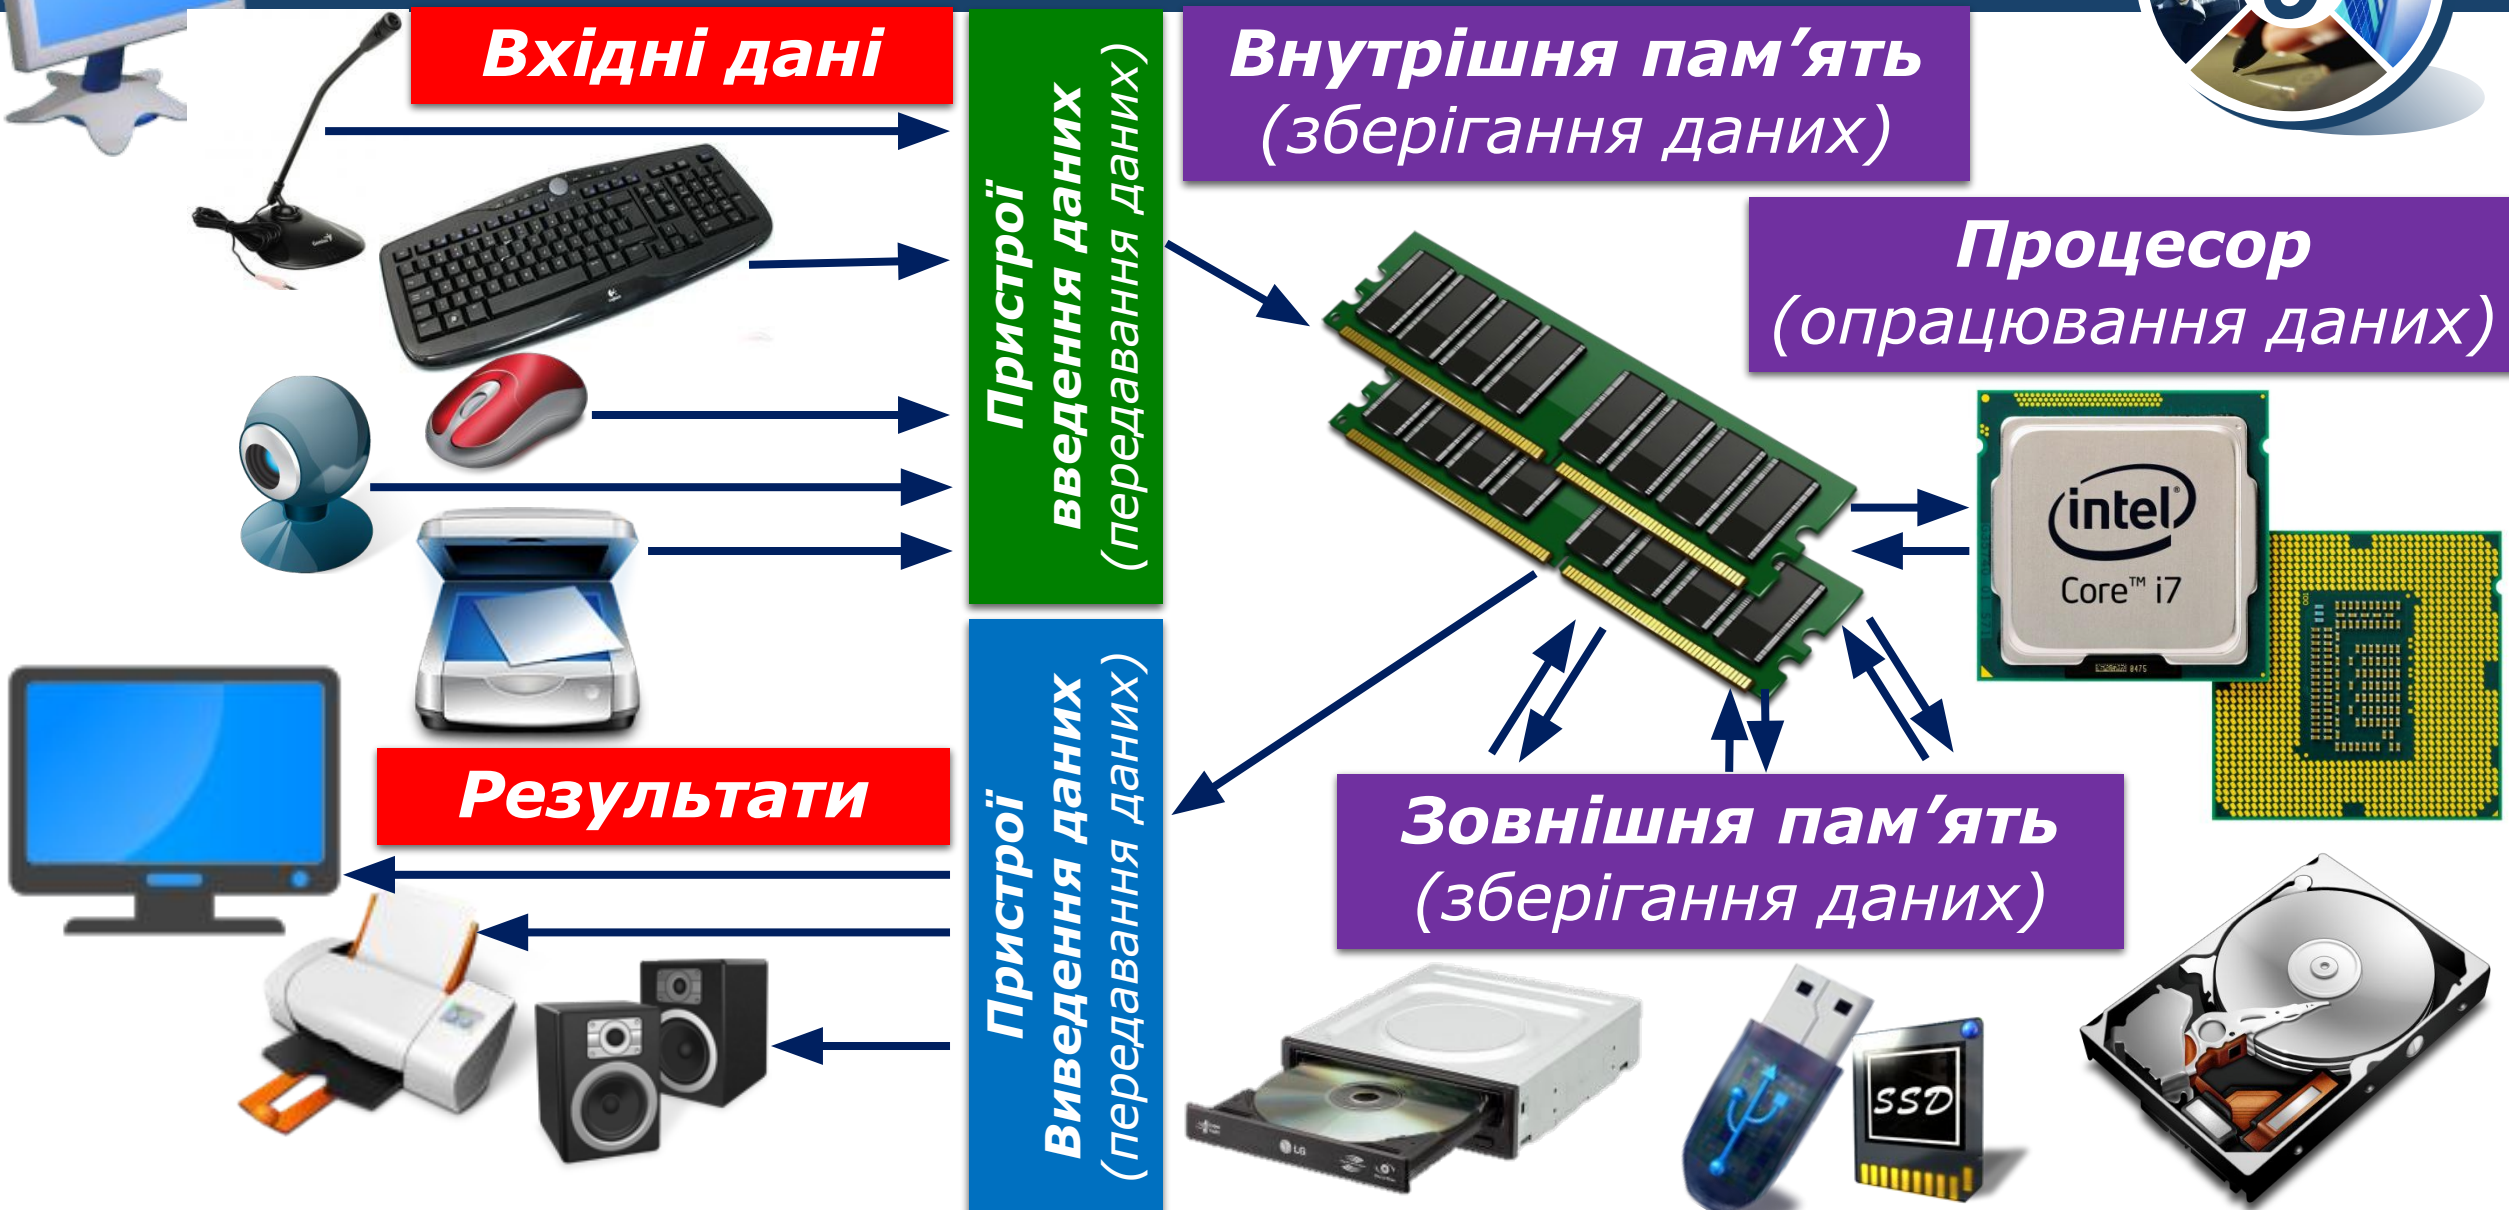 Вхідні дані
Пристрої
введення даних
(передавання даних)
Внутрішня пам’ять
(зберігання даних)
Процесор
(опрацювання даних)
intel
Core™ i7
Результати
Пристрої
Виведення даних
(передавання даних)
Зовнішня пам’ять
(зберігання даних)
LG
SSD